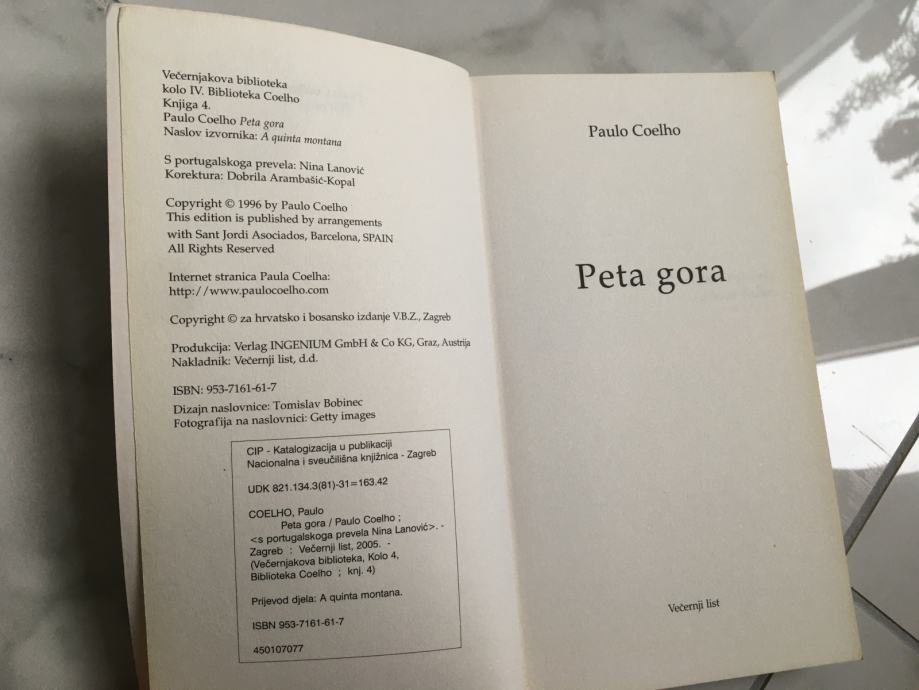 Večernjakova biblioteka
kolo IV. Biblioteka Coelho
Knjiga 4.
Paulo Coelho Peta gora
Naslov izvornika: A quinta montana
S portugalskoga prevela: Nina Lanović
Korektura: Dobrila Arambašić-Kopal
Copyright © 1996 by Paulo Coelho
This edition is published by arrangements
with Sant Jordi Asociados, Barcelona, SPAIN
All Rights Reserved
Internet stranica Paula Coelha:
http://www.paulocoelho.com
Copyright © za hrvatsko i bosansko izdanje V.B.Z., Zagreb
Produkcija: Verlag INGENIUM GmbH & Co KG, Graz, Austrija
Nakladnik: Večernji list, d.d.
ISBN: 953-7161-61-7
Dizajn naslovnice: Tomislav Bobinec
Fotografija na naslovnici: Getty images
CIP - Katalogizacija u publikaciji
Nacionalna i sveučilišna knjižnica - Zagreb
UDK 821.134.3(81)-31=163.42
COELHO, Paulo
Peta gora / Paulo Coelho ;
<s portugalskoga prevela Nina Lanović>. -
Zagreb : Večernji list, 2005. -
(Večernjakova biblioteka, Kolo 4,
Biblioteka Coelho ; knj. 4)
Prijevod djela: A quinta montana.
ISBN 953-7161-61-7
450107077
Paulo Coelho
Peta gora
Večernji list